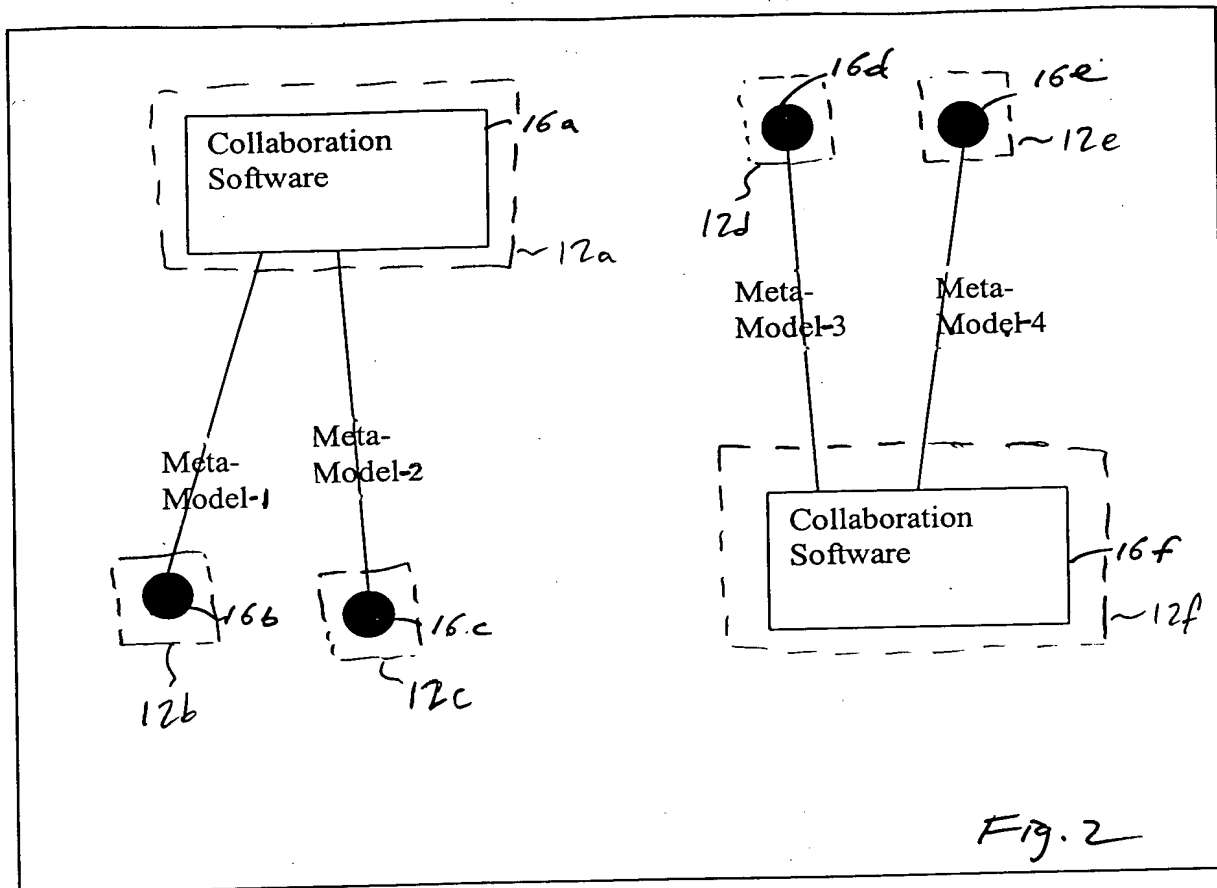 Collaboration
Software
16a
12a
16d
16e
12e
12d
Meta-
Model-3
Meta-
Model-4
Meta-
Model-1
Meta-
Model-2
16b
12b
16c
12c
Collaboration
Software
16f
12f
Fig. 2